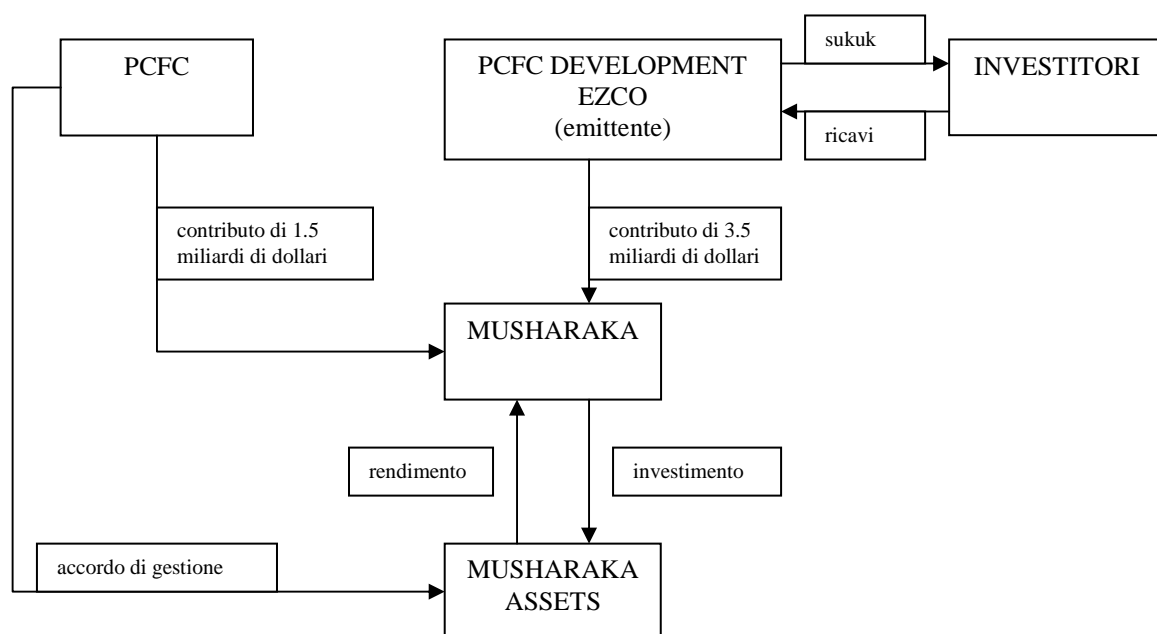 sukuk
PCFC
PCFC DEVELOPMENT
EZCO
(emittente)
INVESTITORI
ricavi
contributo di 1.5
miliardi di dollari
contributo di 3.5
miliardi di dollari
MUSHARAKA
rendimento
investimento
accordo di gestione
MUSHARAKA
ASSETS